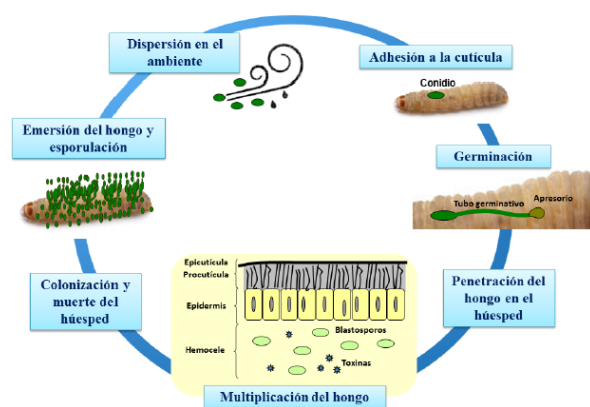 Dispersión en el
ambiente
Adhesión a la cutícula
Conidio
Emersión del hongo y
esporulación
Germinación
Tubo germinativo
Apresorio
Epicutícula
Procutícula
Epidermis
Hemocele
Blastosporos
Toxinas
Colonización y
muerte del
húesped
Penetración del
hongo en el
húesped
Multiplicación del hongo